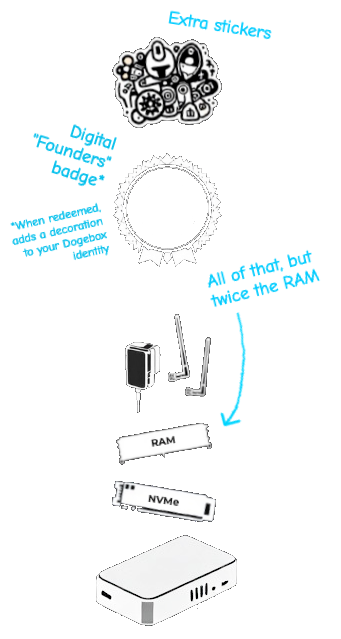 Extra stickers
Digital
"Founders"
badge*
*When redeemed,
adds a decoration
to your Dogebox
identity
All of that, but
twice the RAM
RAM
NVMe